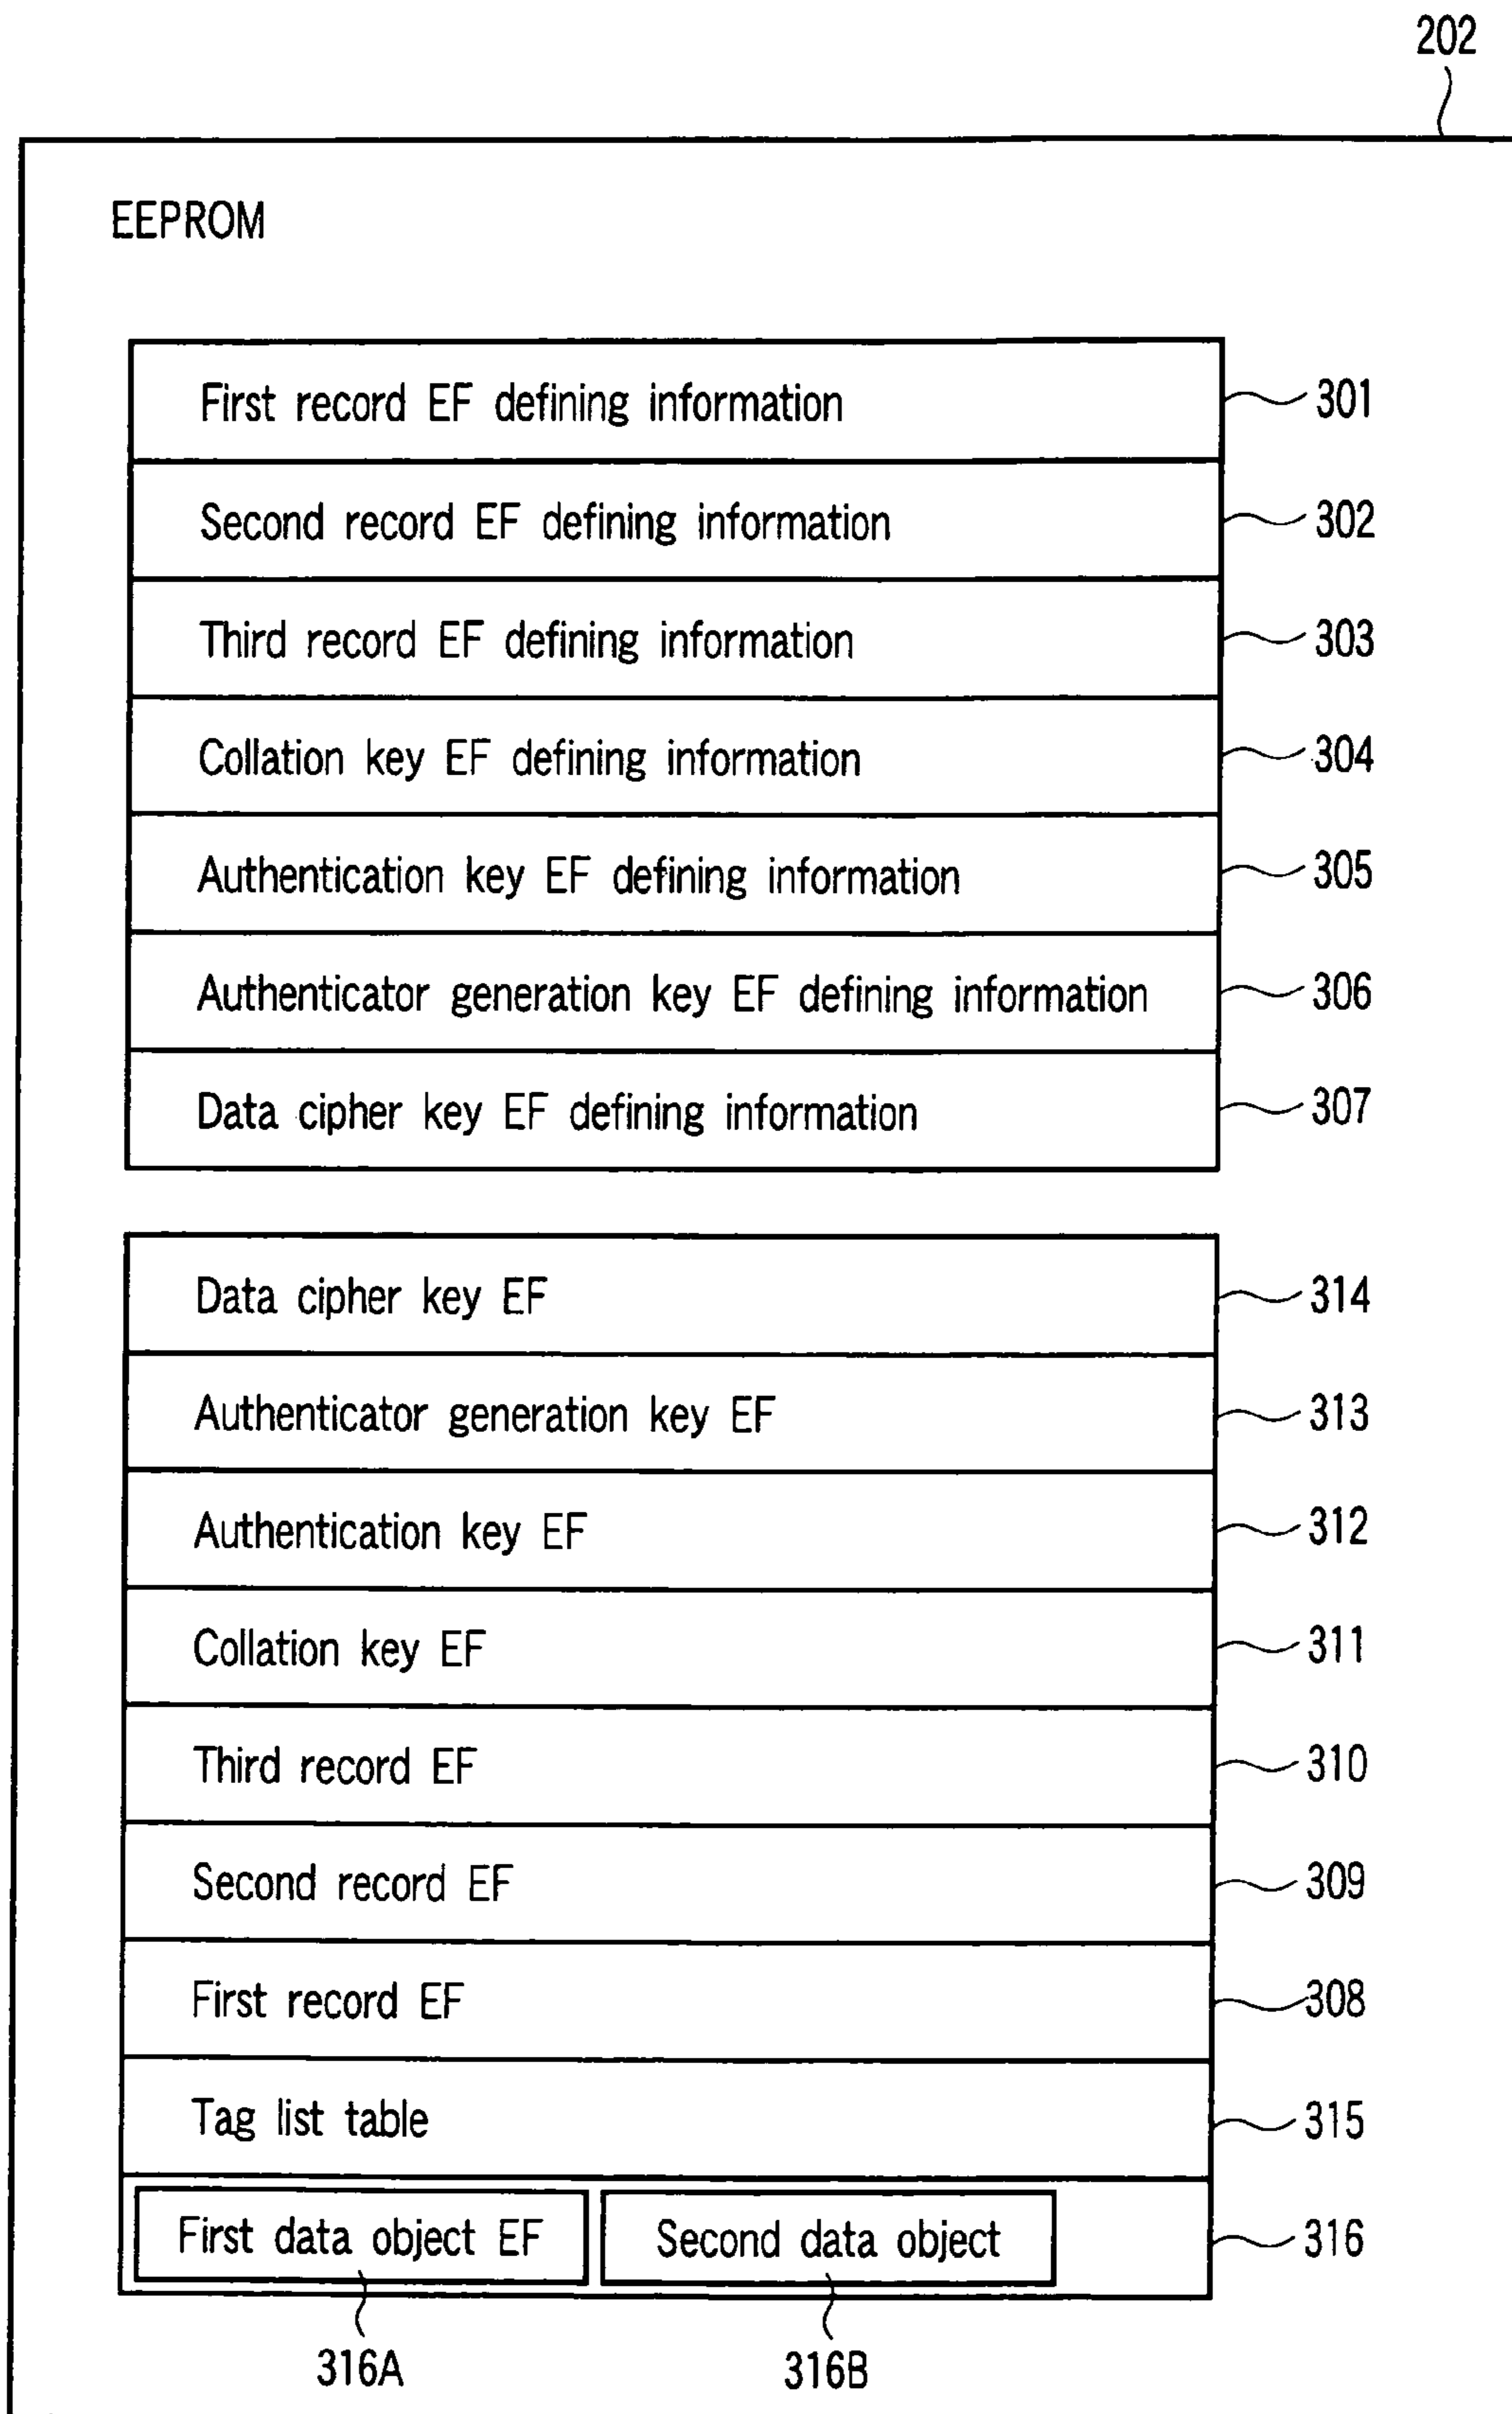 202
EEPROM
First record EF defining information 301
Second record EF defining information 302
Third record EF defining information 303
Collation key EF defining information 304
Authentication key EF defining information 305
Authenticator generation key EF defining information 306
Data cipher key EF defining information 307
Data cipher key EF 314
Authenticator generation key EF 313
Authentication key EF 312
Collation key EF 311
Third record EF 310
Second record EF 309
First record EF 308
Tag list table 315
First data object EF Second data object 316
316A 316B